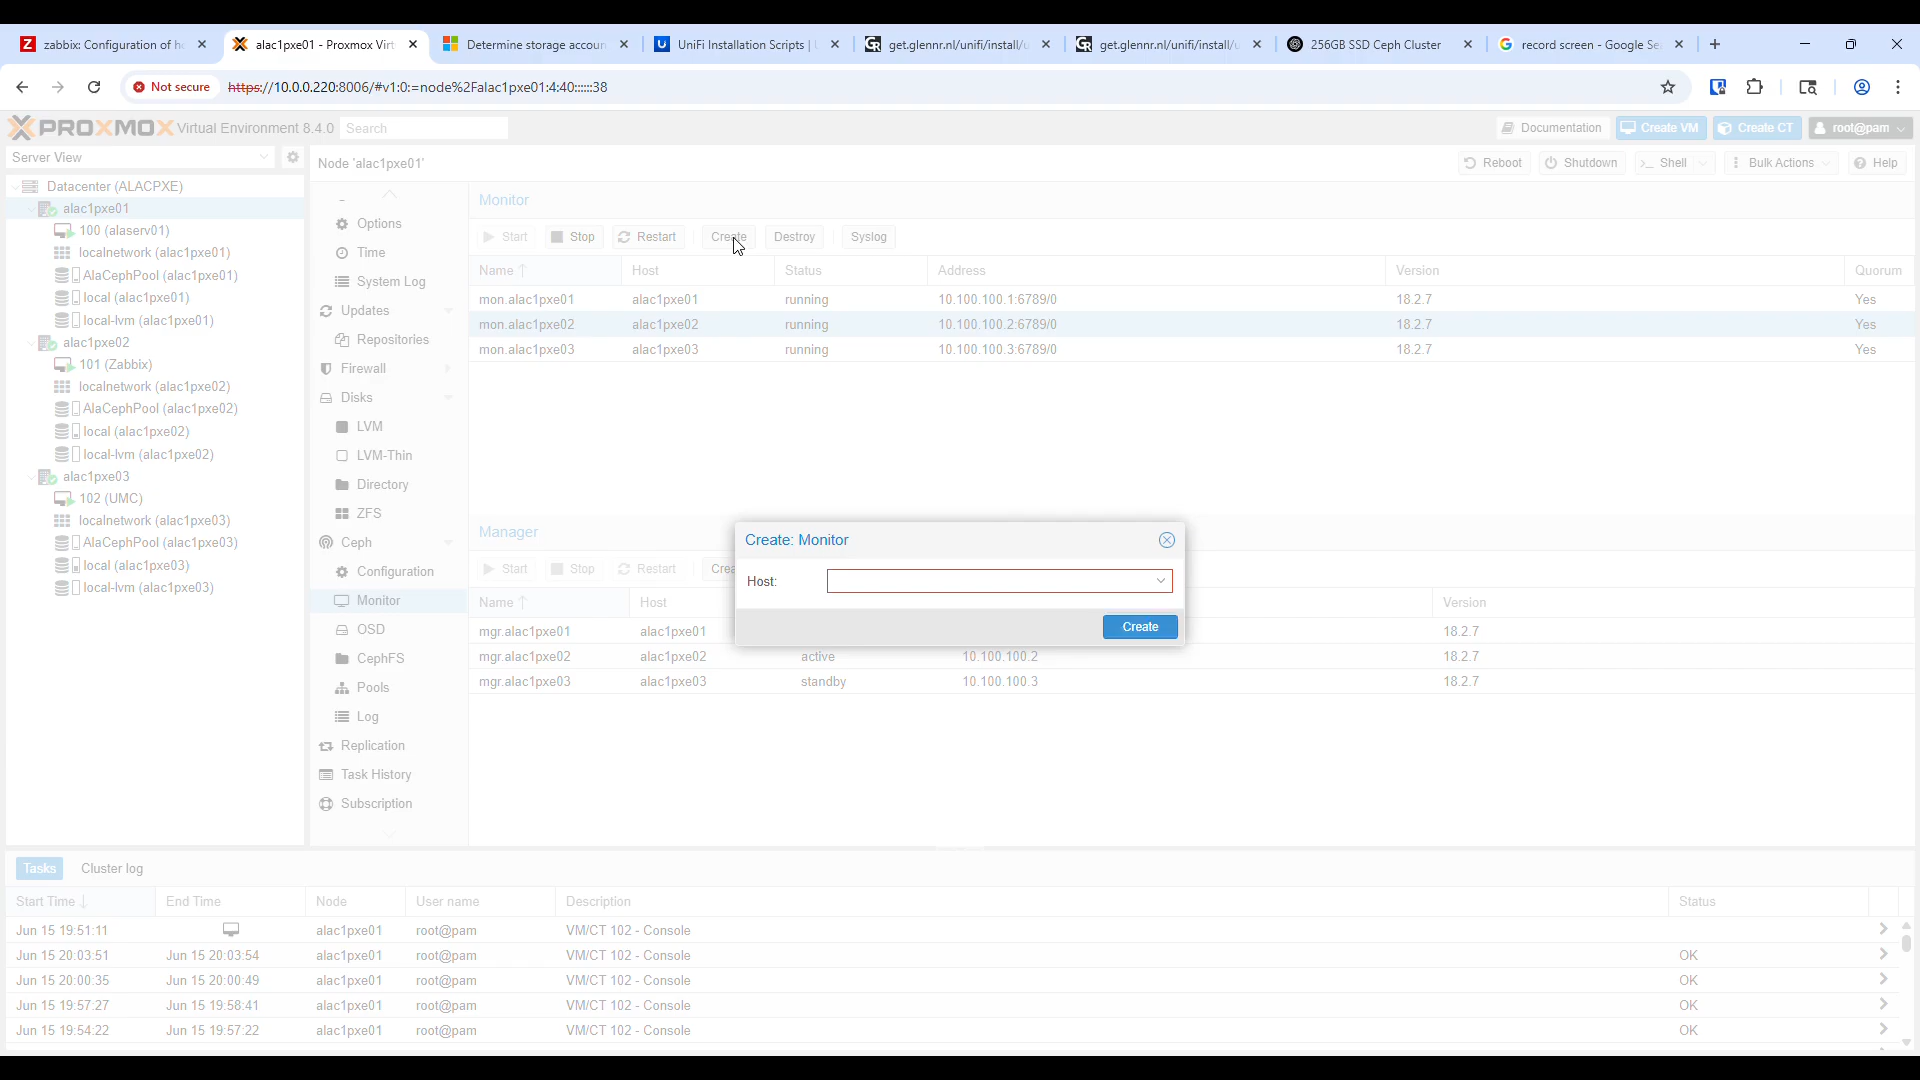 zabbix: Configuration of h
alac1pxe01 - Proxmox Virt
Determine storage accoun
UniFi Installation Scripts |
get.glennr.nl/unifi/install/u
get.glennr.nl/unifi/install/u
256GB SSD Ceph Cluster
record screen - Google Se
Not secure
https://10.0.0.220:8006/#v1:0:=node%2Falac1pxe01:4:40::::::38
PROXMOX Virtual Environment 8.4.0
Search
Documentation
Create VM
Create CT
root@pam
Server View
Node 'alac1pxe01'
Reboot
Shutdown
Shell
Bulk Actions
Help
Datacenter (ALACPXE)
alac1pxe01
100 (alaserv01)
localnetwork (alac1pxe01)
AlaCephPool (alac1pxe01)
local (alac1pxe01)
local-lvm (alac1pxe01)
alac1pxe02
101 (Zabbix)
localnetwork (alac1pxe02)
AlaCephPool (alac1pxe02)
local (alac1pxe02)
local-lvm (alac1pxe02)
alac1pxe03
102 (UMC)
localnetwork (alac1pxe03)
AlaCephPool (alac1pxe03)
local (alac1pxe03)
local-lvm (alac1pxe03)
Options
Time
System Log
Updates
Repositories
Firewall
Disks
LVM
LVM-Thin
Directory
ZFS
Ceph
Configuration
Monitor
OSD
CephFS
Pools
Log
Replication
Task History
Subscription
Monitor
Start Stop Restart Create Destroy Syslog
Name Host Status Address Version Quorum
mon.alac1pxe01 alac1pxe01 running 10.100.100.1:6789/0 18.2.7 Yes
mon.alac1pxe02 alac1pxe02 running 10.100.100.2:6789/0 18.2.7 Yes
mon.alac1pxe03 alac1pxe03 running 10.100.100.3:6789/0 18.2.7 Yes
Manager
Start Stop Restart Crea
Name Host Version
mgr.alac1pxe01 alac1pxe01 18.2.7
mgr.alac1pxe02 alac1pxe02 active 10.100.100.2 18.2.7
mgr.alac1pxe03 alac1pxe03 standby 10.100.100.3 18.2.7
Create: Monitor
Host:
Create
Tasks Cluster log
Start Time End Time Node User name Description Status
Jun 15 19:51:11 alac1pxe01 root@pam VM/CT 102 - Console
Jun 15 20:03:51 Jun 15 20:03:54 alac1pxe01 root@pam VM/CT 102 - Console OK
Jun 15 20:00:35 Jun 15 20:00:49 alac1pxe01 root@pam VM/CT 102 - Console OK
Jun 15 19:57:27 Jun 15 19:58:41 alac1pxe01 root@pam VM/CT 102 - Console OK
Jun 15 19:54:22 Jun 15 19:57:22 alac1pxe01 root@pam VM/CT 102 - Console OK